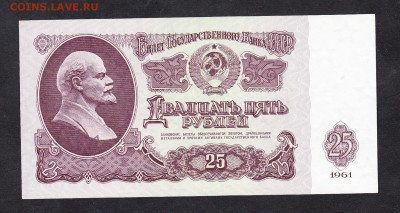 COINS.LAVE.RU
Билет Государственного Банка СССР
Двадцать пять
рублей
25
25
1961